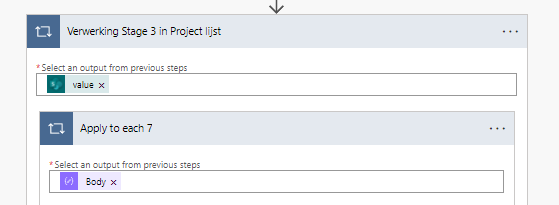 Verwerking Stage 3 in Project lijst
* Select an output from previous steps
value
Apply to each 7
* Select an output from previous steps
Body